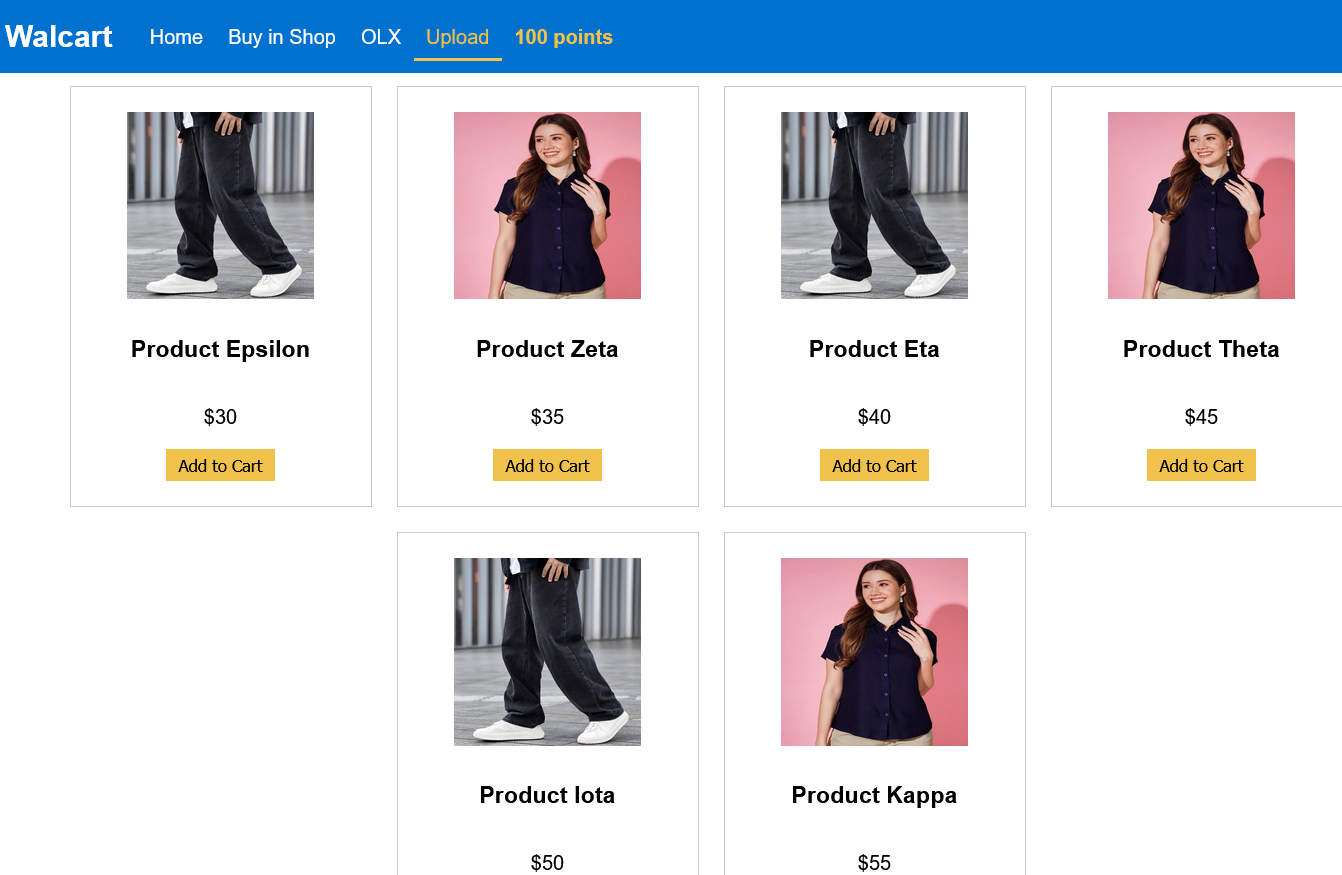 Walcart Home Buy in Shop OLX Upload 100 points
Product Epsilon
$30
Add to Cart
Product Zeta
$35
Add to Cart
Product Eta
$40
Add to Cart
Product Theta
$45
Add to Cart
Product Iota
$50
Product Kappa
$55